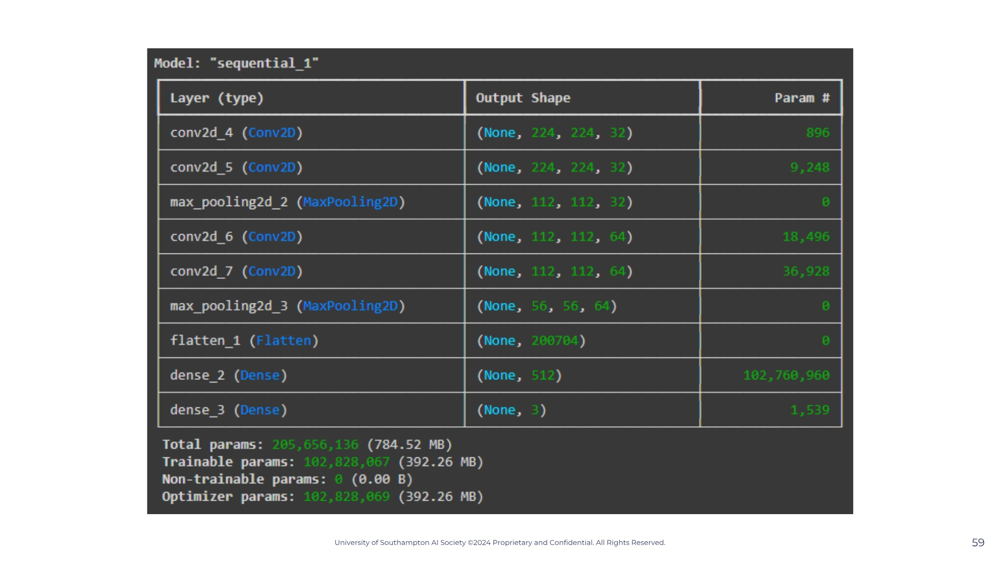 Model: "sequential_1"
Layer (type) Output Shape Param #
conv2d_4 (Conv2D) (None, 224, 224, 32) 896
conv2d_5 (Conv2D) (None, 224, 224, 32) 9,248
max_pooling2d_2 (MaxPooling2D) (None, 112, 112, 32) 0
conv2d_6 (Conv2D) (None, 112, 112, 64) 18,496
conv2d_7 (Conv2D) (None, 112, 112, 64) 36,928
max_pooling2d_3 (MaxPooling2D) (None, 56, 56, 64) 0
flatten_1 (Flatten) (None, 200704) 0
dense_2 (Dense) (None, 512) 102,760,960
dense_3 (Dense) (None, 3) 1,539
Total params: 205,656,136 (784.52 MB)
Trainable params: 102,828,067 (392.26 MB)
Non-trainable params: 0 (0.00 B)
Optimizer params: 102,828,069 (392.26 MB)
University of Southampton AI Society ©2024 Proprietary and Confidential. All Rights Reserved.
59